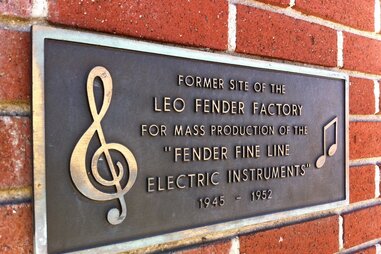 FORMER SITE OF THE
LEO FENDER FACTORY
FOR MASS PRODUCTION OF THE
"FENDER FINE LINE
ELECTRIC INSTRUMENTS"
1945 - 1952